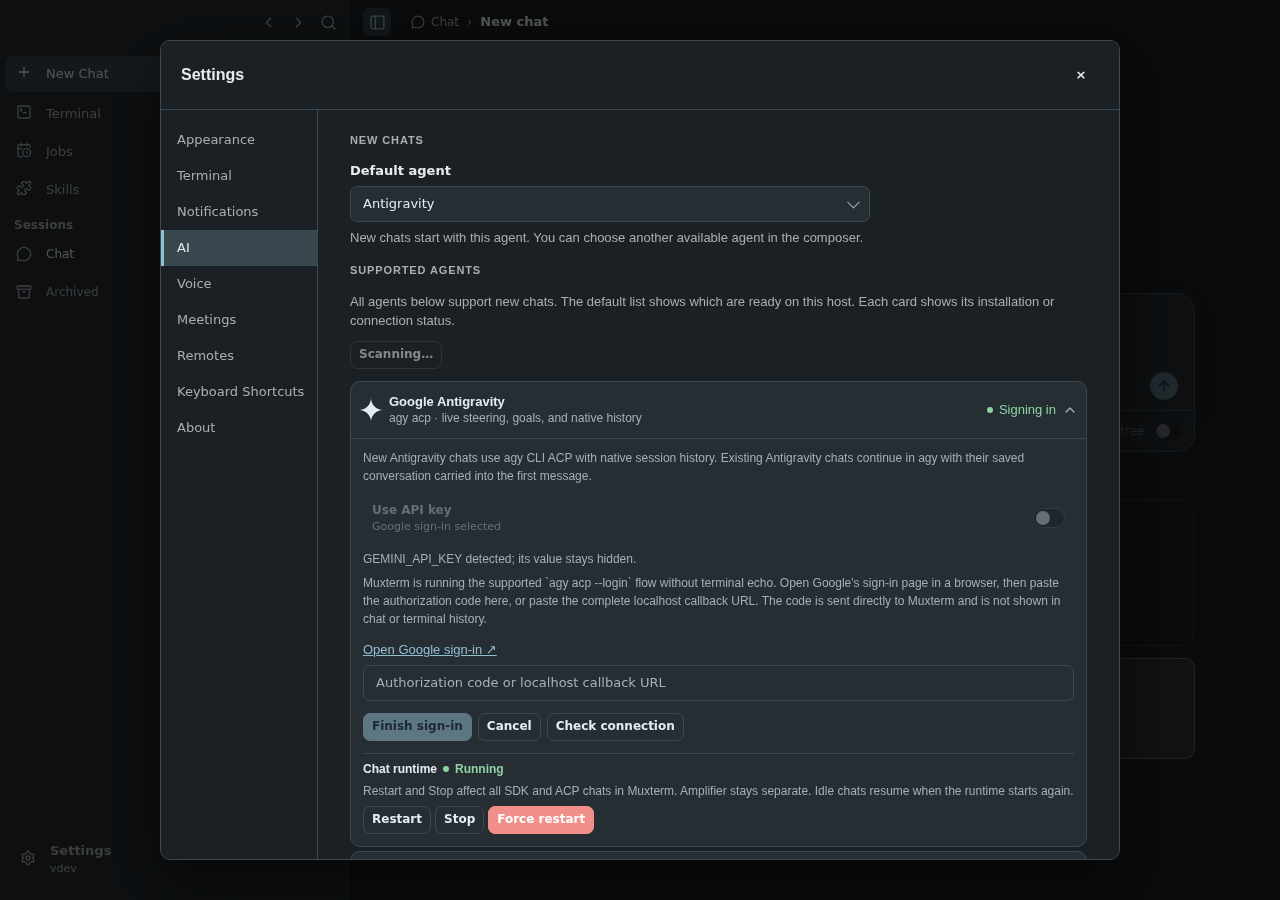 Chat › New chat
Settings
×
New Chat
Terminal
Jobs
Skills
Sessions
Chat
Archived
Settings
vdev
Appearance
Terminal
Notifications
AI
Voice
Meetings
Remotes
Keyboard Shortcuts
About
NEW CHATS
Default agent
Antigravity
New chats start with this agent. You can choose another available agent in the composer.
SUPPORTED AGENTS
All agents below support new chats. The default list shows which are ready on this host. Each card shows its installation or
connection status.
Scanning…
Google Antigravity
agy acp · live steering, goals, and native history
Signing in
New Antigravity chats use agy CLI ACP with native session history. Existing Antigravity chats continue in agy with their saved
conversation carried into the first message.
Use API key
Google sign-in selected
GEMINI_API_KEY detected; its value stays hidden.
Muxterm is running the supported `agy acp --login` flow without terminal echo. Open Google's sign-in page in a browser, then paste
the authorization code here, or paste the complete localhost callback URL. The code is sent directly to Muxterm and is not shown in
chat or terminal history.
Open Google sign-in ↗
Authorization code or localhost callback URL
Finish sign-in Cancel Check connection
Chat runtime Running
Restart and Stop affect all SDK and ACP chats in Muxterm. Amplifier stays separate. Idle chats resume when the runtime starts again.
Restart Stop Force restart
tree